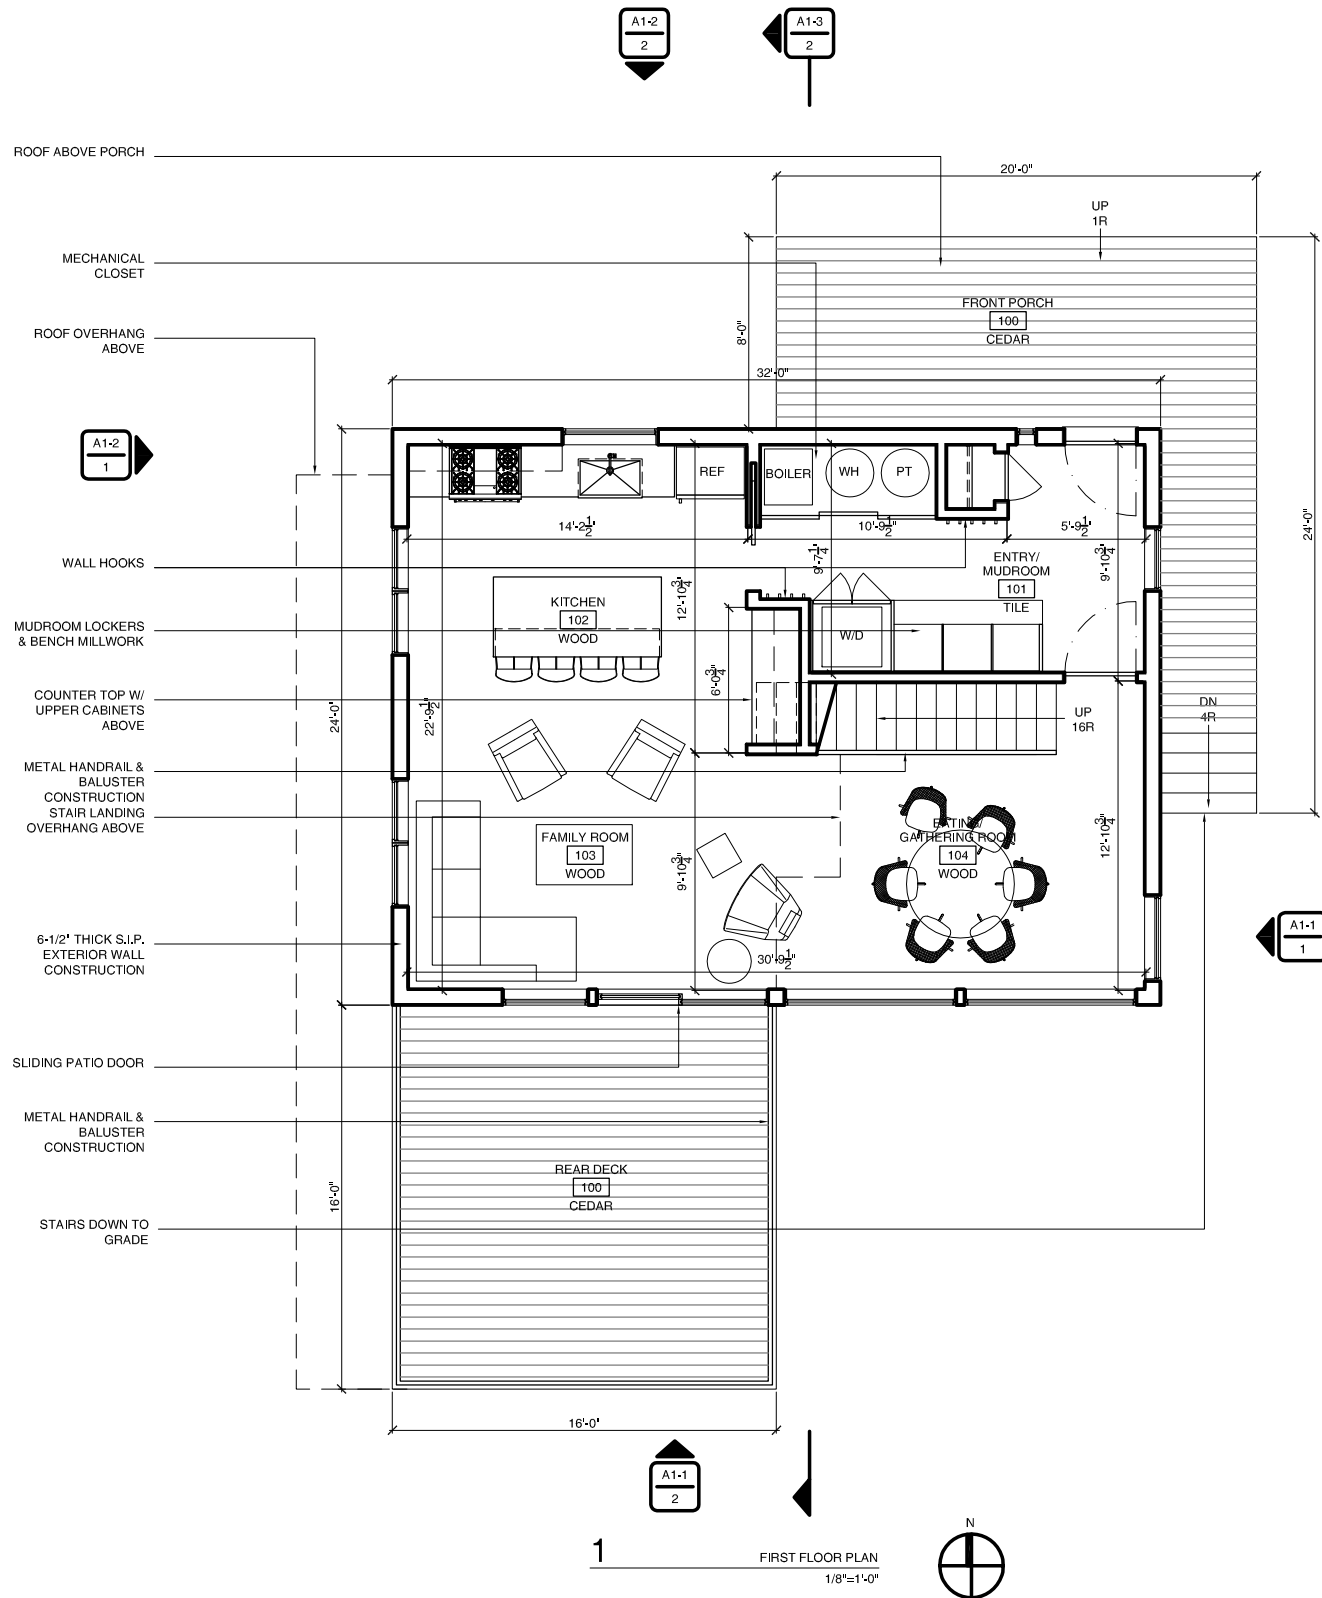 A1-2
2
A1-3
2
ROOF ABOVE PORCH
20'-0"
UP
1R
MECHANICAL
CLOSET
FRONT PORCH
100
CEDAR
8'-0"
ROOF OVERHANG
ABOVE
32'-0"
A1-2
1
REF
BOILER
WH
PT
14'-2 1/2"
10'-9 1/2"
5'-9 1/2"
24'-0"
WALL HOOKS
9'-7 1/4"
ENTRY/
MUDROOM
101
TILE
9'-10 3/4"
12'-10 3/4"
KITCHEN
102
WOOD
MUDROOM LOCKERS
& BENCH MILLWORK
W/D
COUNTER TOP W/
UPPER CABINETS
ABOVE
6'-0 3/4"
24'-0"
22'-9 1/2"
UP
16R
DN
4R
METAL HANDRAIL &
BALUSTER
CONSTRUCTION
STAIR LANDING
OVERHANG ABOVE
FAMILY ROOM
103
WOOD
9'-10 3/4"
EATING/
GATHERING ROOM
104
WOOD
12'-10 3/4"
6-1/2" THICK S.I.P.
EXTERIOR WALL
CONSTRUCTION
30'-9 1/2"
A1-1
1
SLIDING PATIO DOOR
METAL HANDRAIL &
BALUSTER
CONSTRUCTION
REAR DECK
100
CEDAR
16'-0"
STAIRS DOWN TO
GRADE
16'-0"
A1-1
2
N
1
FIRST FLOOR PLAN
1/8"=1'-0"